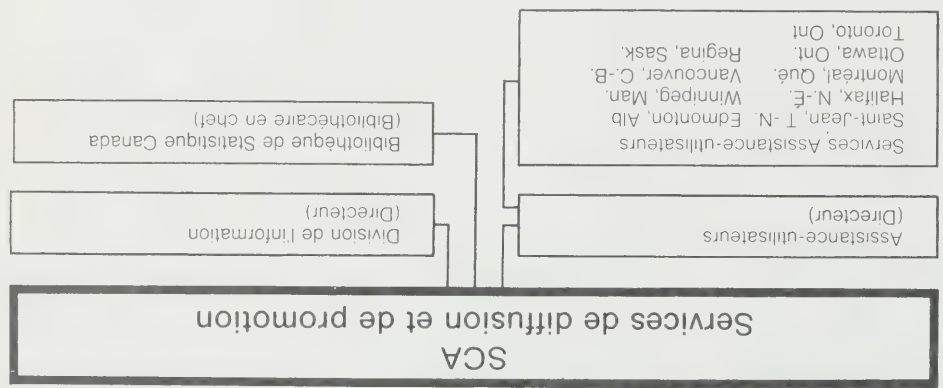 SCA
Services de diffusion et de promotion
Assistance-utilisateurs
(Directeur)
Services Assistance-utilisateurs
Saint-Jean, T -N. Edmonton, Alb
Halifax, N.-É. Winnipeg, Man.
Montréal, Qué. Vancouver, C.-B.
Ottawa, Ont. Regina, Sask.
Toronto, Ont
Division de l'information
(Directeur)
Bibliothèque de Statistique Canada
(Bibliothécaire en chef)